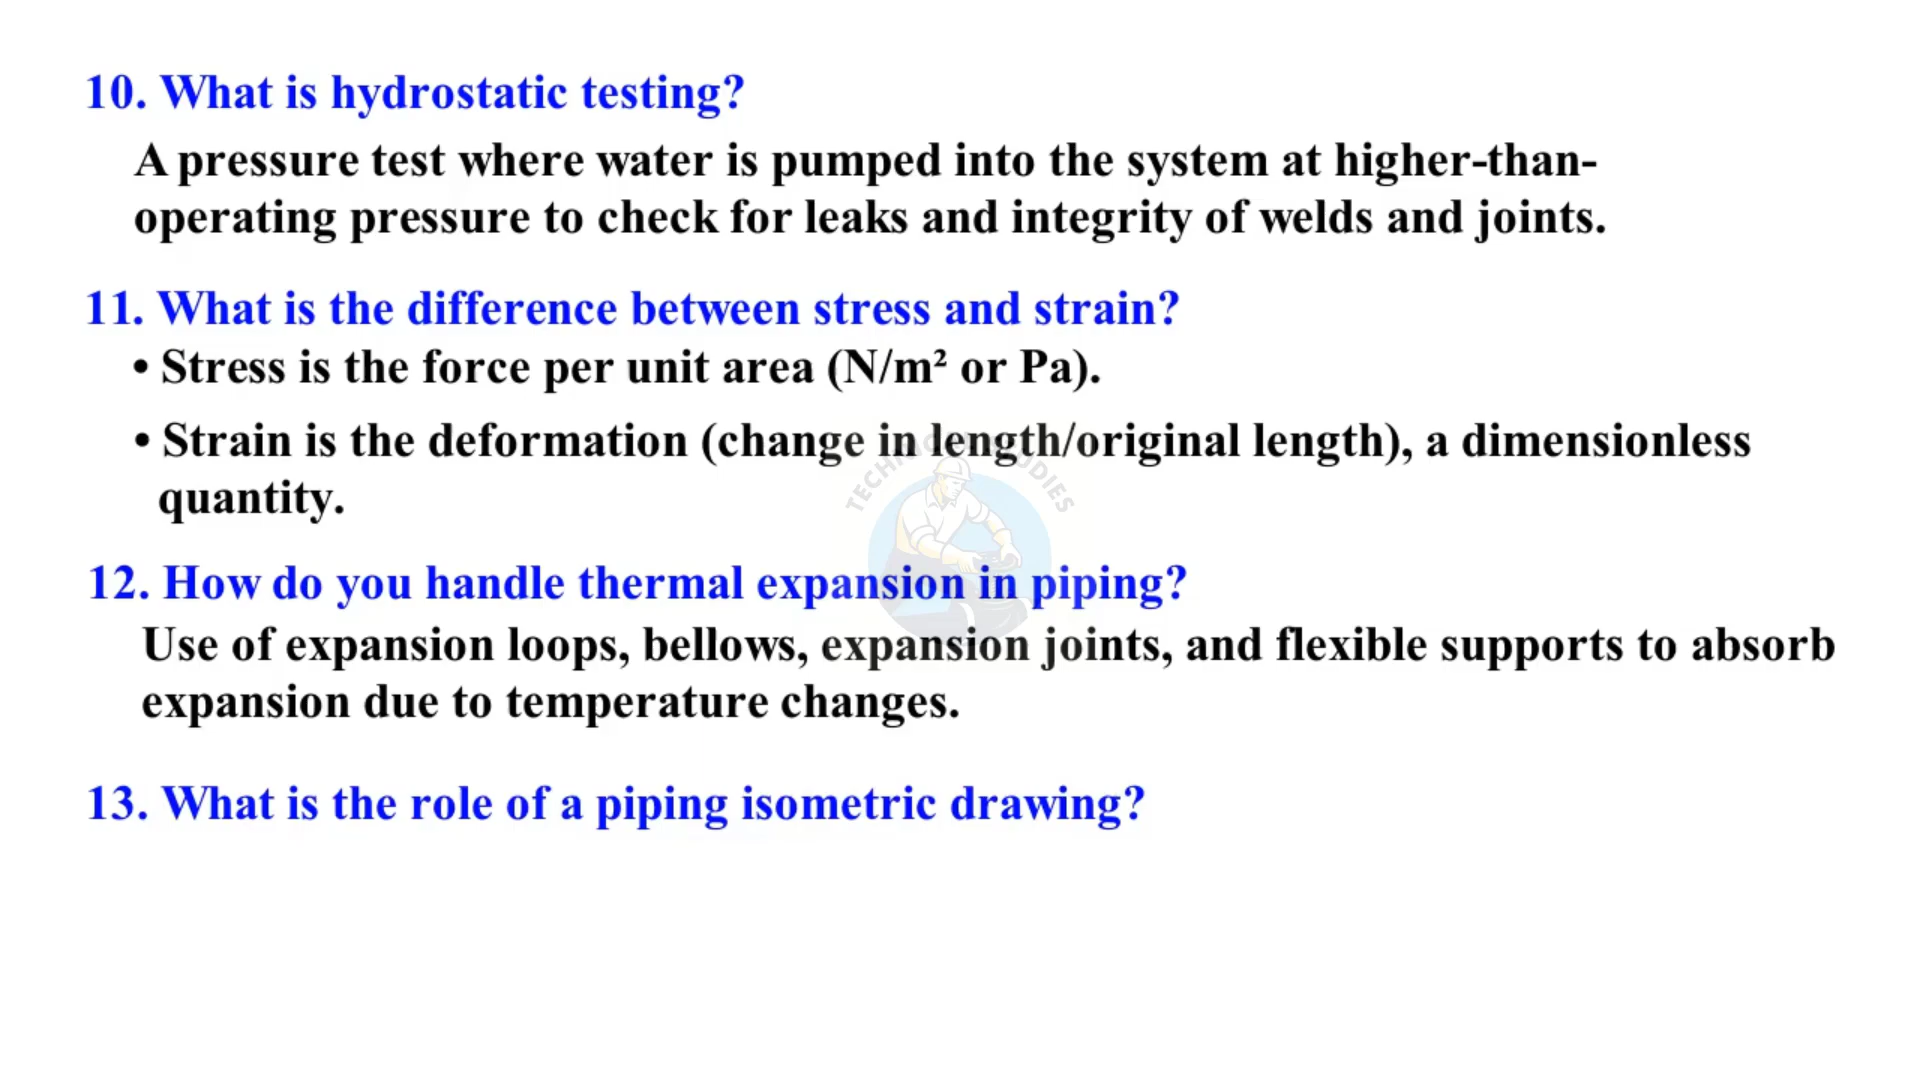 10. What is hydrostatic testing?
A pressure test where water is pumped into the system at higher-than-
operating pressure to check for leaks and integrity of welds and joints.
11. What is the difference between stress and strain?
• Stress is the force per unit area (N/m² or Pa).
• Strain is the deformation (change in length/original length), a dimensionless
quantity.
12. How do you handle thermal expansion in piping?
Use of expansion loops, bellows, expansion joints, and flexible supports to absorb
expansion due to temperature changes.
13. What is the role of a piping isometric drawing?